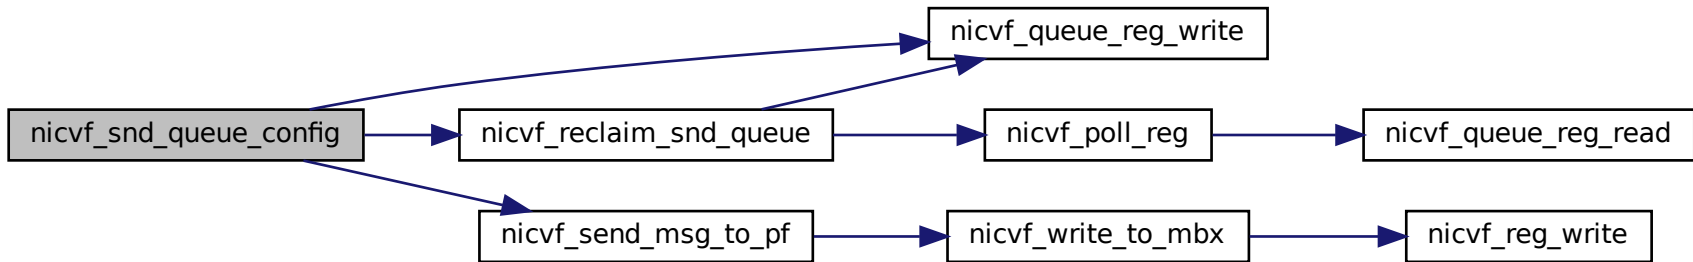 nicvf_queue_reg_write
nicvf_snd_queue_config
nicvf_reclaim_snd_queue
nicvf_poll_reg
nicvf_queue_reg_read
nicvf_send_msg_to_pf
nicvf_write_to_mbx
nicvf_reg_write